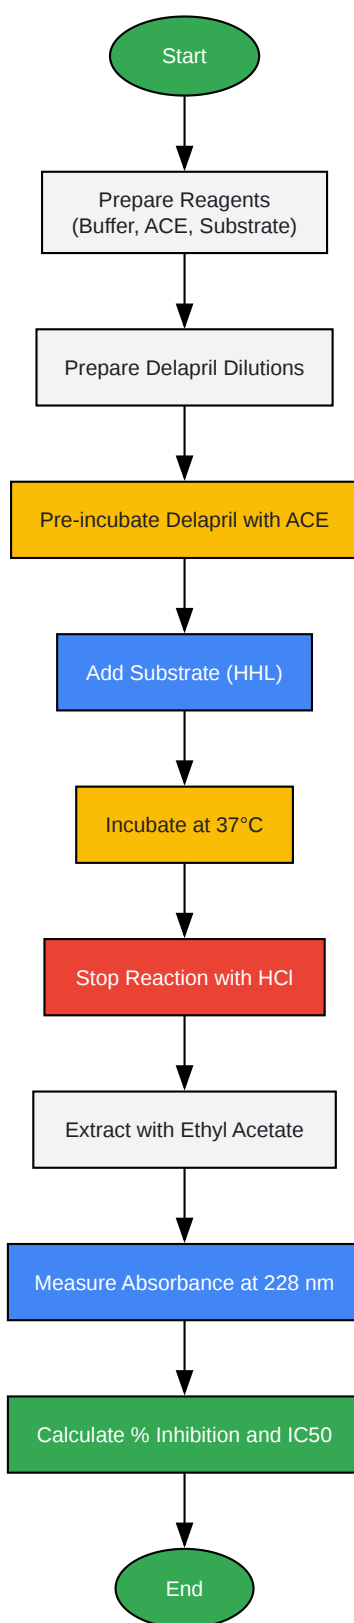 Start
Prepare Reagents
(Buffer, ACE, Substrate)
Prepare Delapril Dilutions
Pre-incubate Delapril with ACE
Add Substrate (HHL)
Incubate at 37°C
Stop Reaction with HCl
Extract with Ethyl Acetate
Measure Absorbance at 228 nm
Calculate % Inhibition and IC50
End